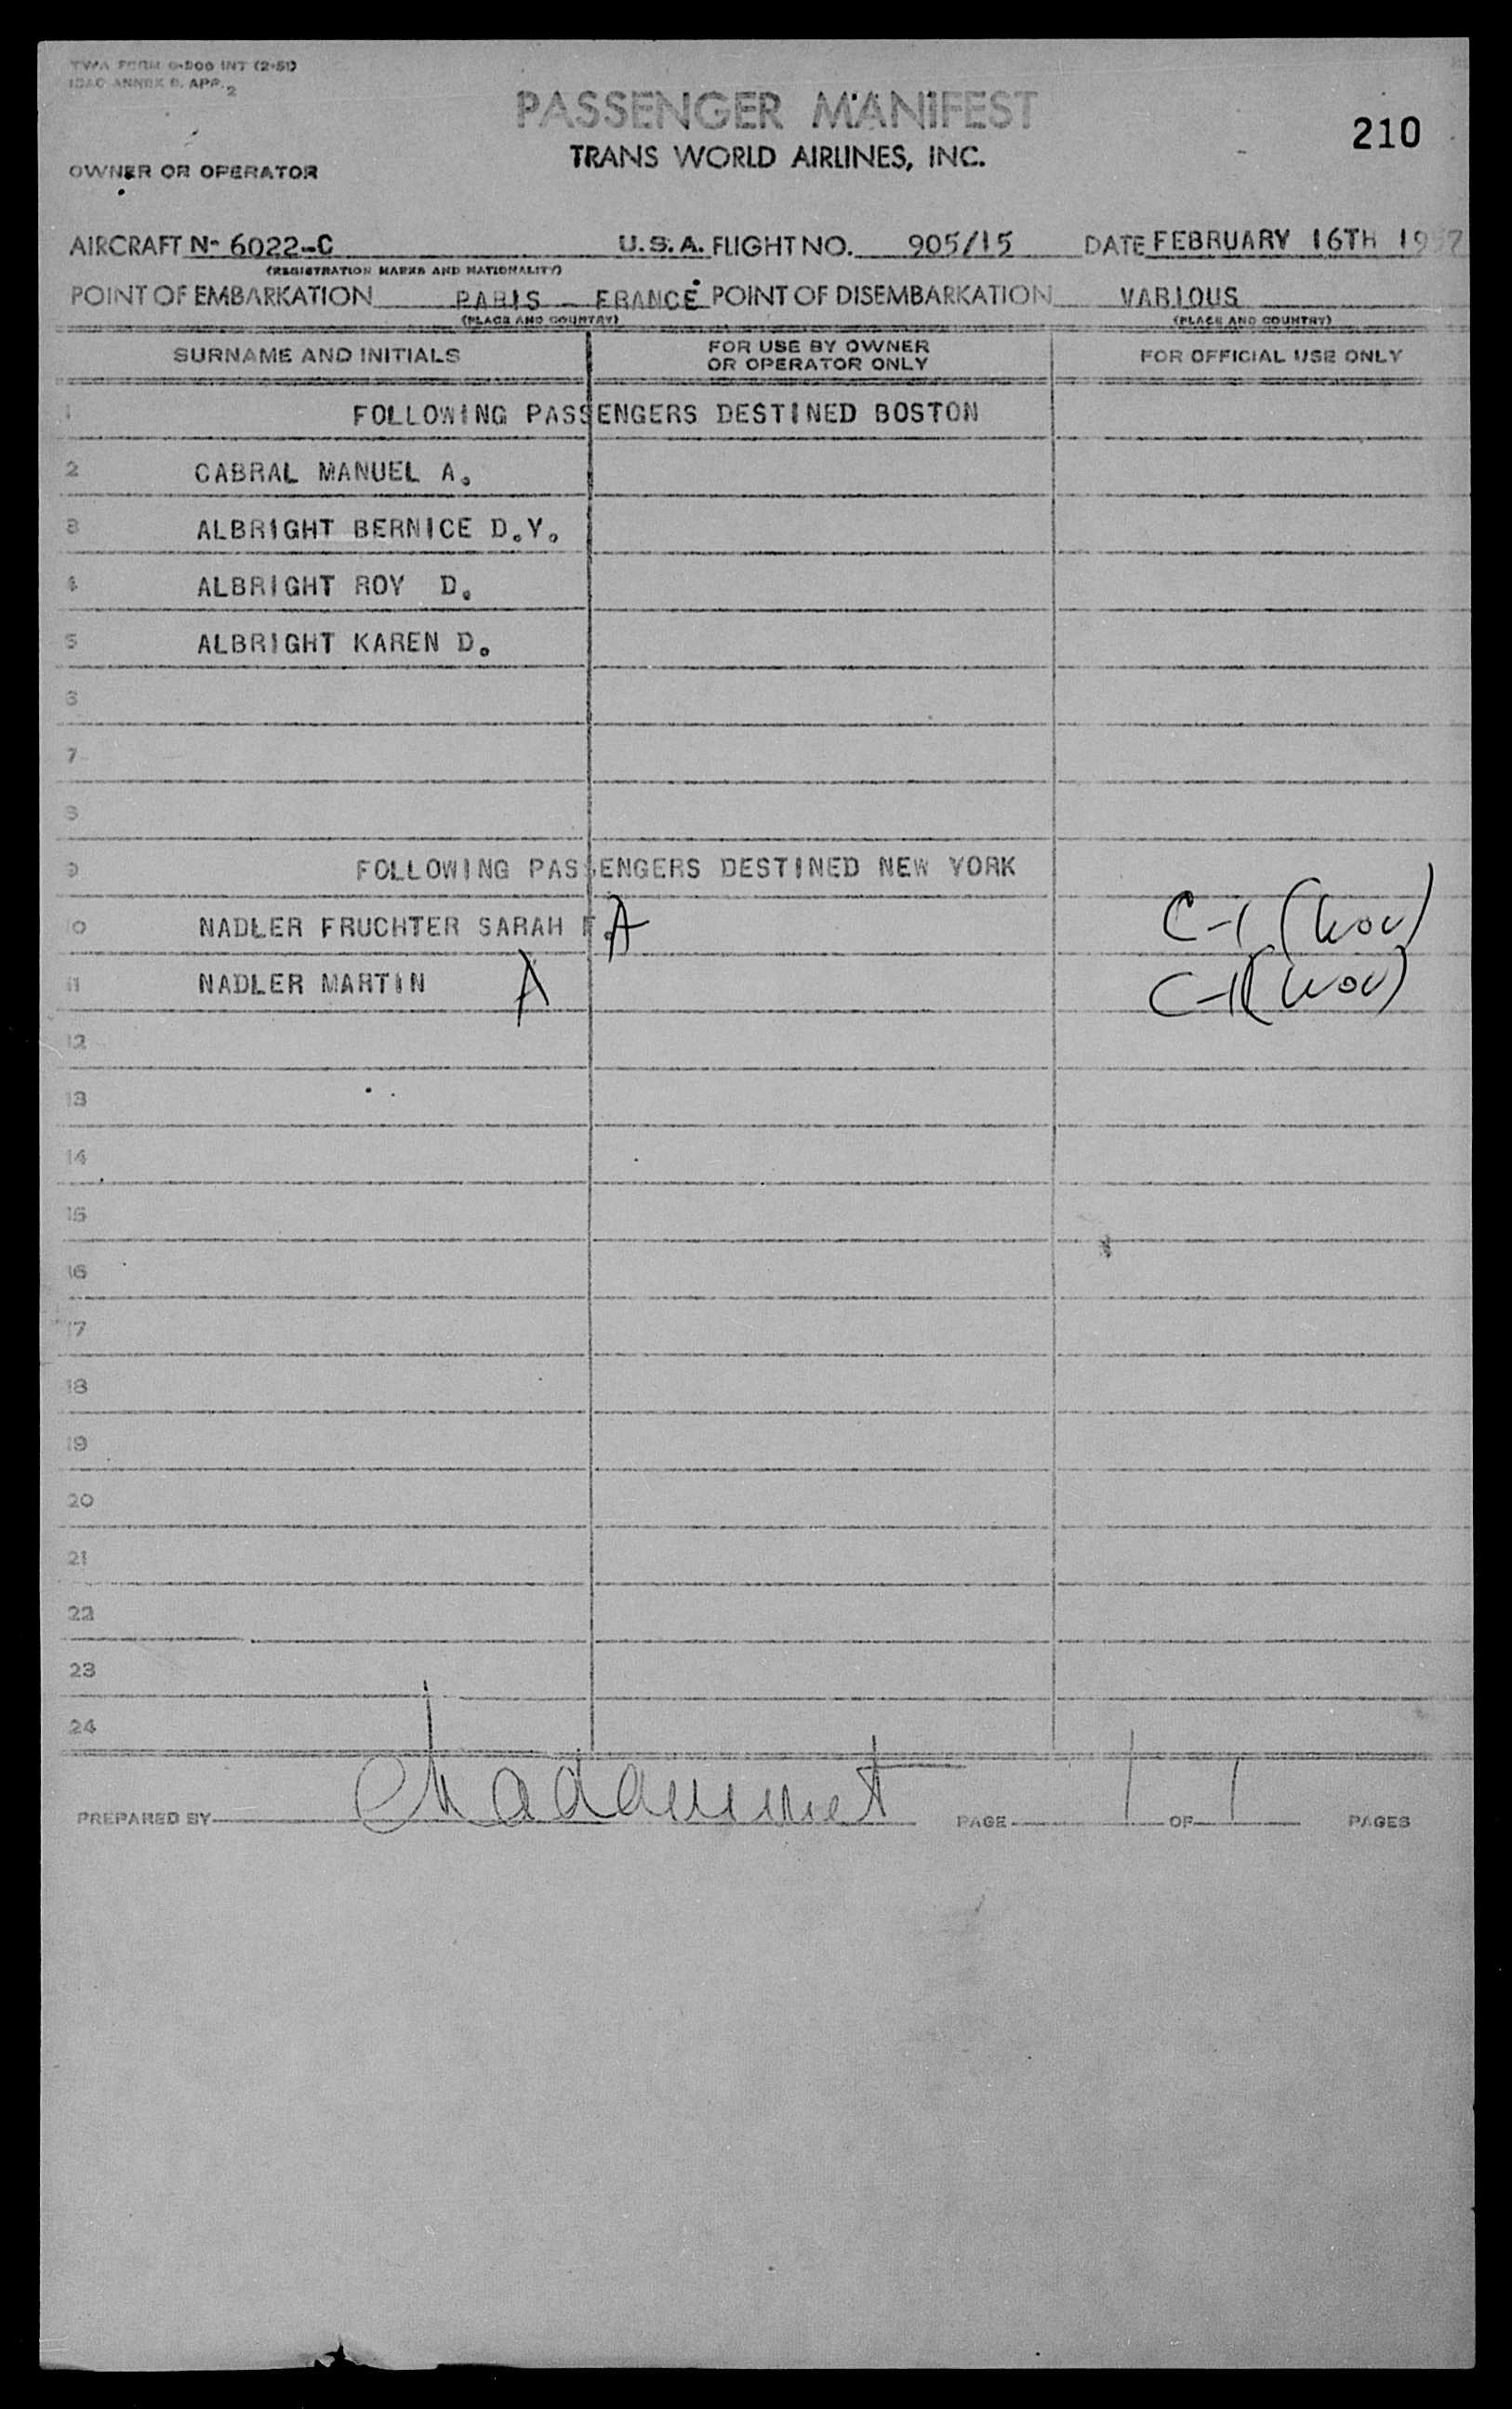 TWA FORM O-500 INT (2-51)
ICAO ANNEX 9, APP. 2
PASSENGER MANIFEST
210
TRANS WORLD AIRLINES, INC.
OWNER OR OPERATOR
AIRCRAFT N- 6022-C U.S.A. FLIGHT NO. 905/15 DATE FEBRUARY 16TH 1952
(REGISTRATION MARKS AND NATIONALITY)
POINT OF EMBARKATION PARIS - FRANCE POINT OF DISEMBARKATION VARIOUS
(PLACE AND COUNTRY) (PLACE AND COUNTRY)
SURNAME AND INITIALS FOR USE BY OWNER OR OPERATOR ONLY FOR OFFICIAL USE ONLY
1 FOLLOWING PASSENGERS DESTINED BOSTON
2 CABRAL MANUEL A.
3 ALBRIGHT BERNICE D.Y.
4 ALBRIGHT ROY D.
5 ALBRIGHT KAREN D.
6
7
8
9 FOLLOWING PASSENGERS DESTINED NEW YORK
10 NADLER FRUCHTER SARAH F. A C-1 (wov)
11 NADLER MARTIN A C-1 (wov)
12
13
14
15
16
17
18
19
20
21
22
23
24
PREPARED BY PAGE 1 OF 1 PAGES